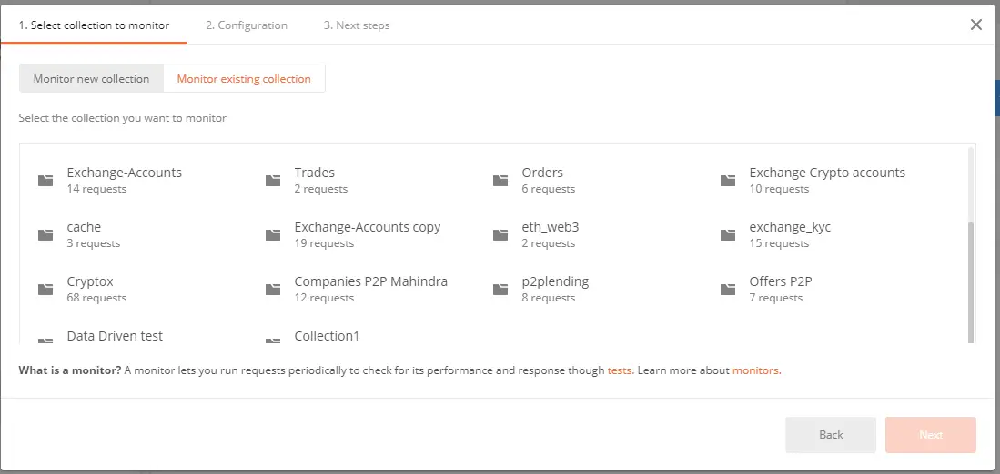 1. Select collection to monitor 2. Configuration 3. Next steps
Monitor new collection Monitor existing collection
Select the collection you want to monitor
Exchange-Accounts Trades Orders Exchange Crypto accounts
14 requests 2 requests 6 requests 10 requests
cache Exchange-Accounts copy eth_web3 exchange_kyc
3 requests 19 requests 2 requests 15 requests
Cryptox Companies P2P Mahindra p2plending Offers P2P
68 requests 12 requests 8 requests 7 requests
Data Driven test Collection1
What is a monitor? A monitor lets you run requests periodically to check for its performance and response though tests. Learn more about monitors.
Back Next